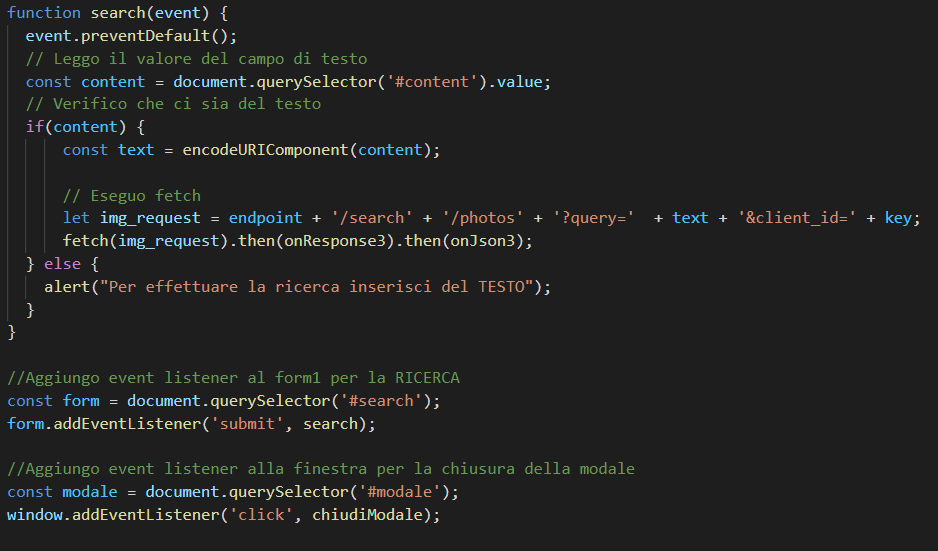 function search(event) {
event.preventDefault();
// Leggo il valore del campo di testo
const content = document.querySelector('#content').value;
// Verifico che ci sia del testo
if(content) {
const text = encodeURIComponent(content);
// Eseguo fetch
let img_request = endpoint + '/search' + '/photos' + '?query='  + text + '&client_id=' + key;
fetch(img_request).then(onResponse3).then(onJson3);
} else {
alert("Per effettuare la ricerca inserisci del TESTO");
}
}
//Aggiungo event listener al form1 per la RICERCA
const form = document.querySelector('#search');
form.addEventListener('submit', search);
//Aggiungo event listener alla finestra per la chiusura della modale
const modale = document.querySelector('#modale');
window.addEventListener('click', chiudiModale);